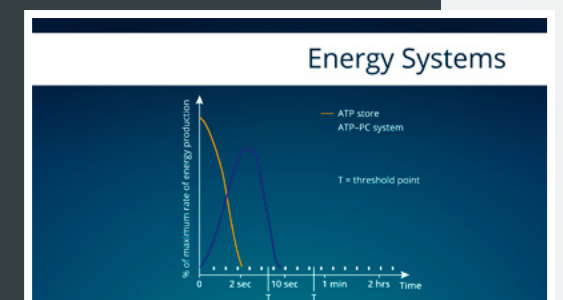 Energy Systems
% of maximum rate of energy production
ATP store
ATP–PC system
T = threshold point
0 2 sec 10 sec 1 min 2 hrs Time
T T